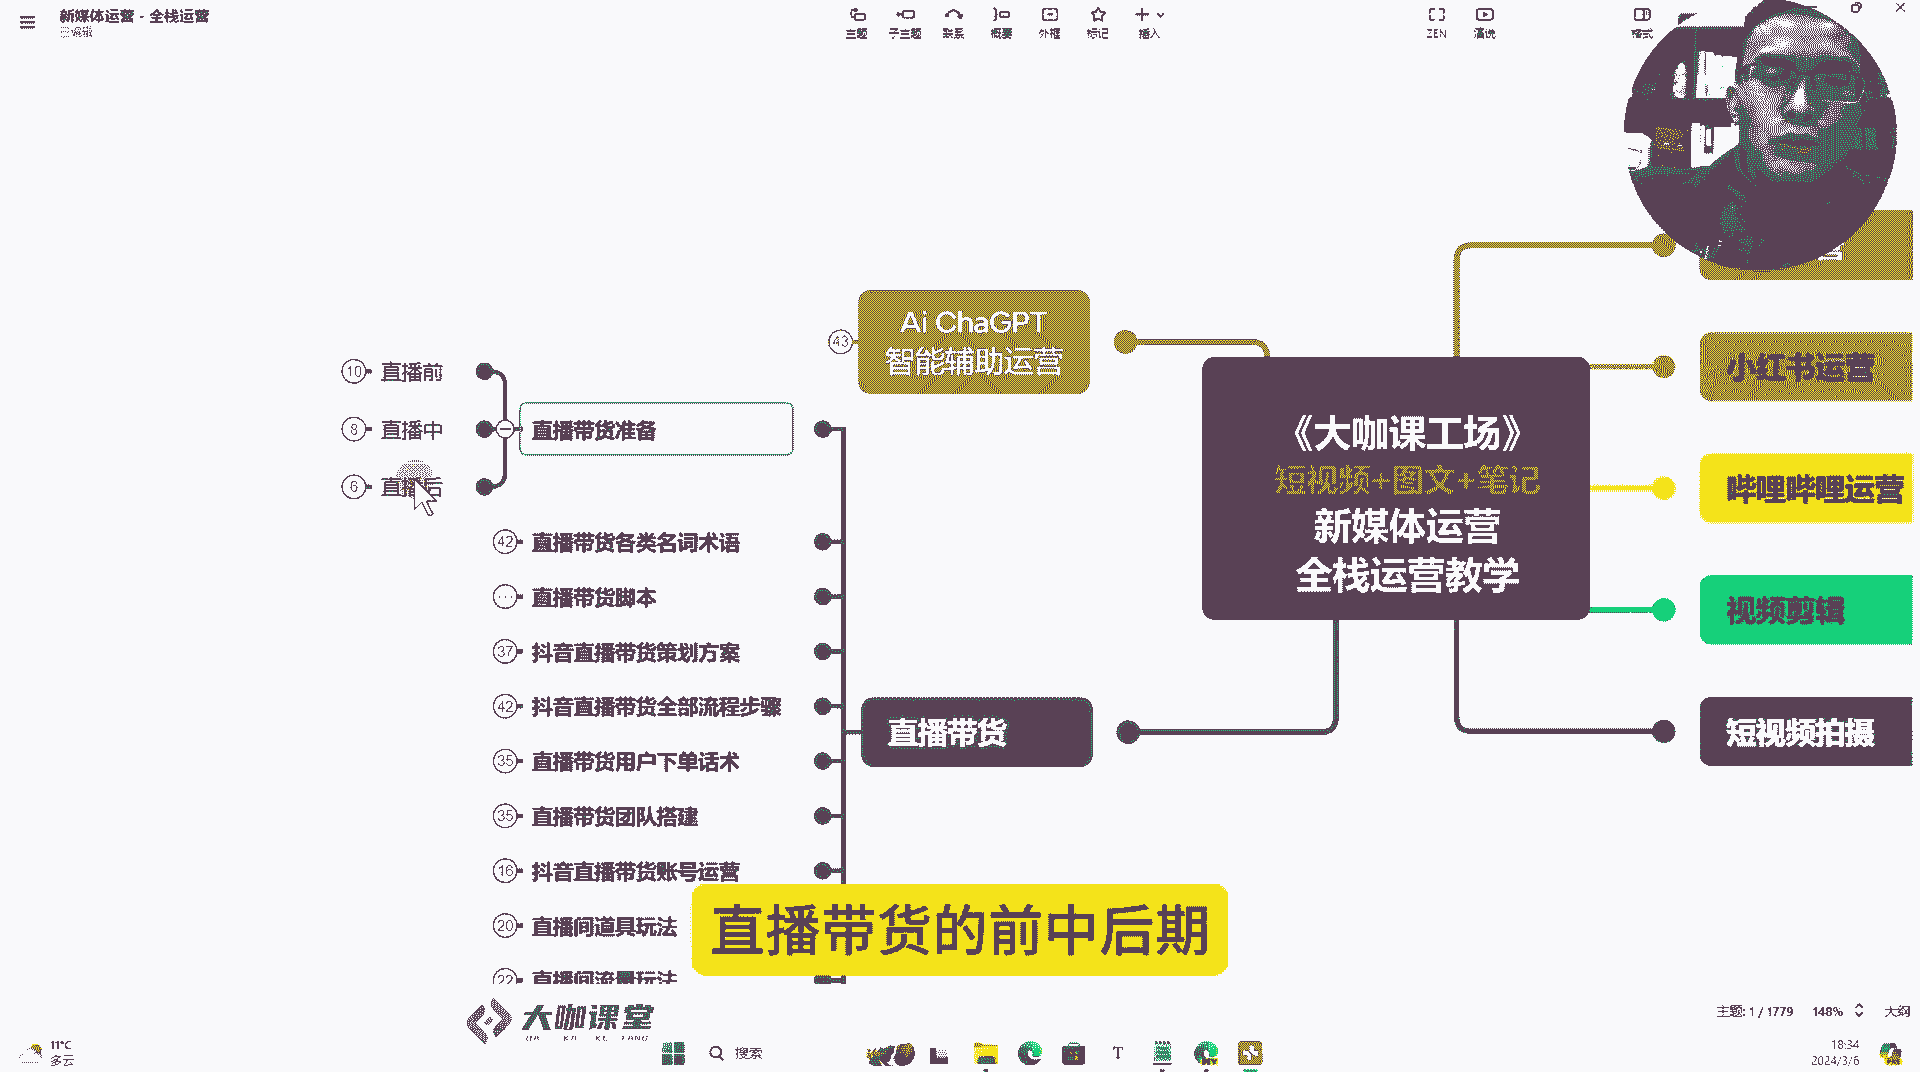 新媒体运营 - 全栈运营
已编辑
主题
子主题
联系
概要
外框
标记
插入
ZEN
演说
格式
43
Ai ChaGPT
智能辅助运营
10
直播前
8
直播中
6
直播后
直播带货准备
42
直播带货各类名词术语
直播带货脚本
37
抖音直播带货策划方案
42
抖音直播带货全部流程步骤
35
直播带货用户下单话术
35
直播带货团队搭建
16
抖音直播带货账号运营
20
直播间道具玩法
22
直播间流量玩法
直播带货
《大咖课工场》
短视频+图文+笔记
新媒体运营
全栈运营教学
小红书运营
哔哩哔哩运营
视频剪辑
短视频拍摄
直播带货的前中后期
大咖课堂
DA KA KE TANG
主题: 1 / 1779
148%
大纲
11°C
多云
搜索
18:34
2024/3/6